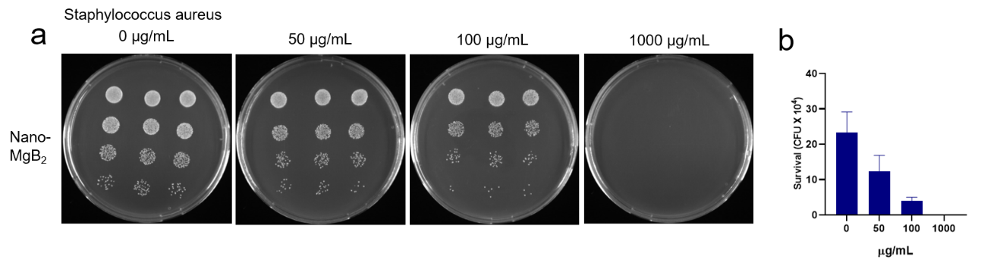 Staphylococcus aureus
a
0 µg/mL
50 µg/mL
100 µg/mL
1000 µg/mL
Nano-
MgB₂
b
Survival (CFU X 10⁴)
40
30
20
10
0
0 50 100 1000
µg/mL